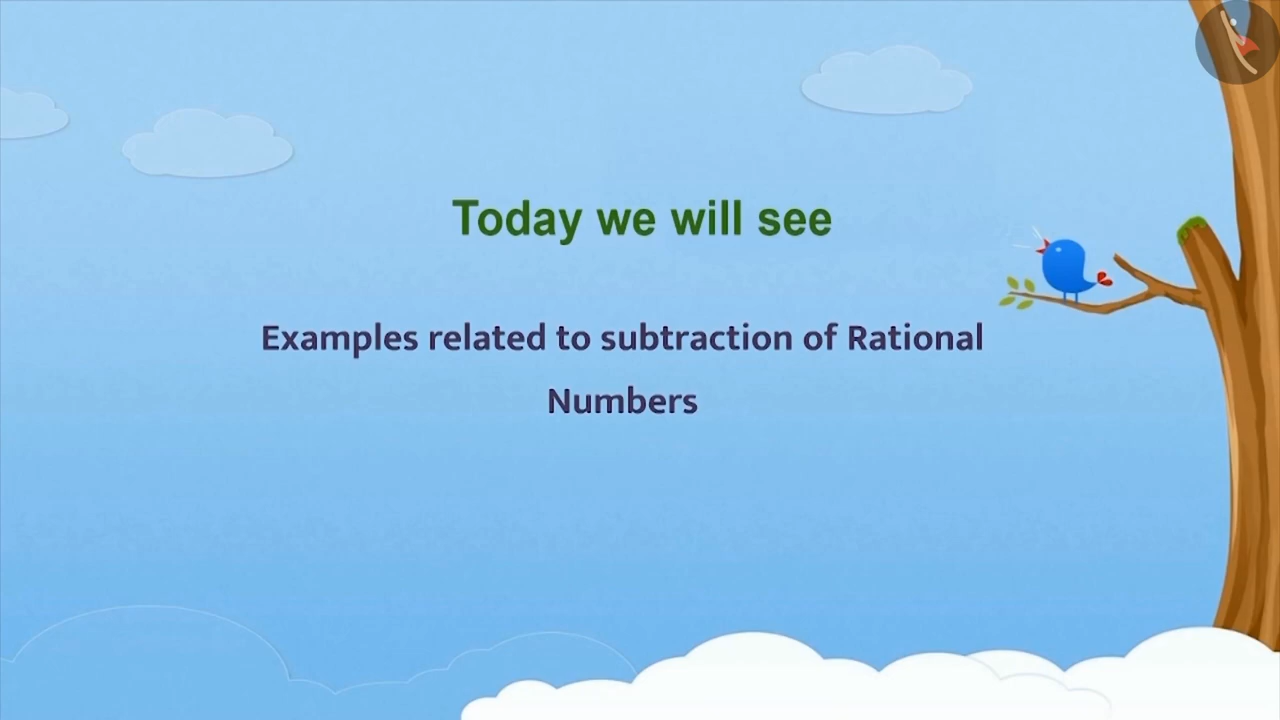 Today we will see
Examples related to subtraction of Rational
Numbers